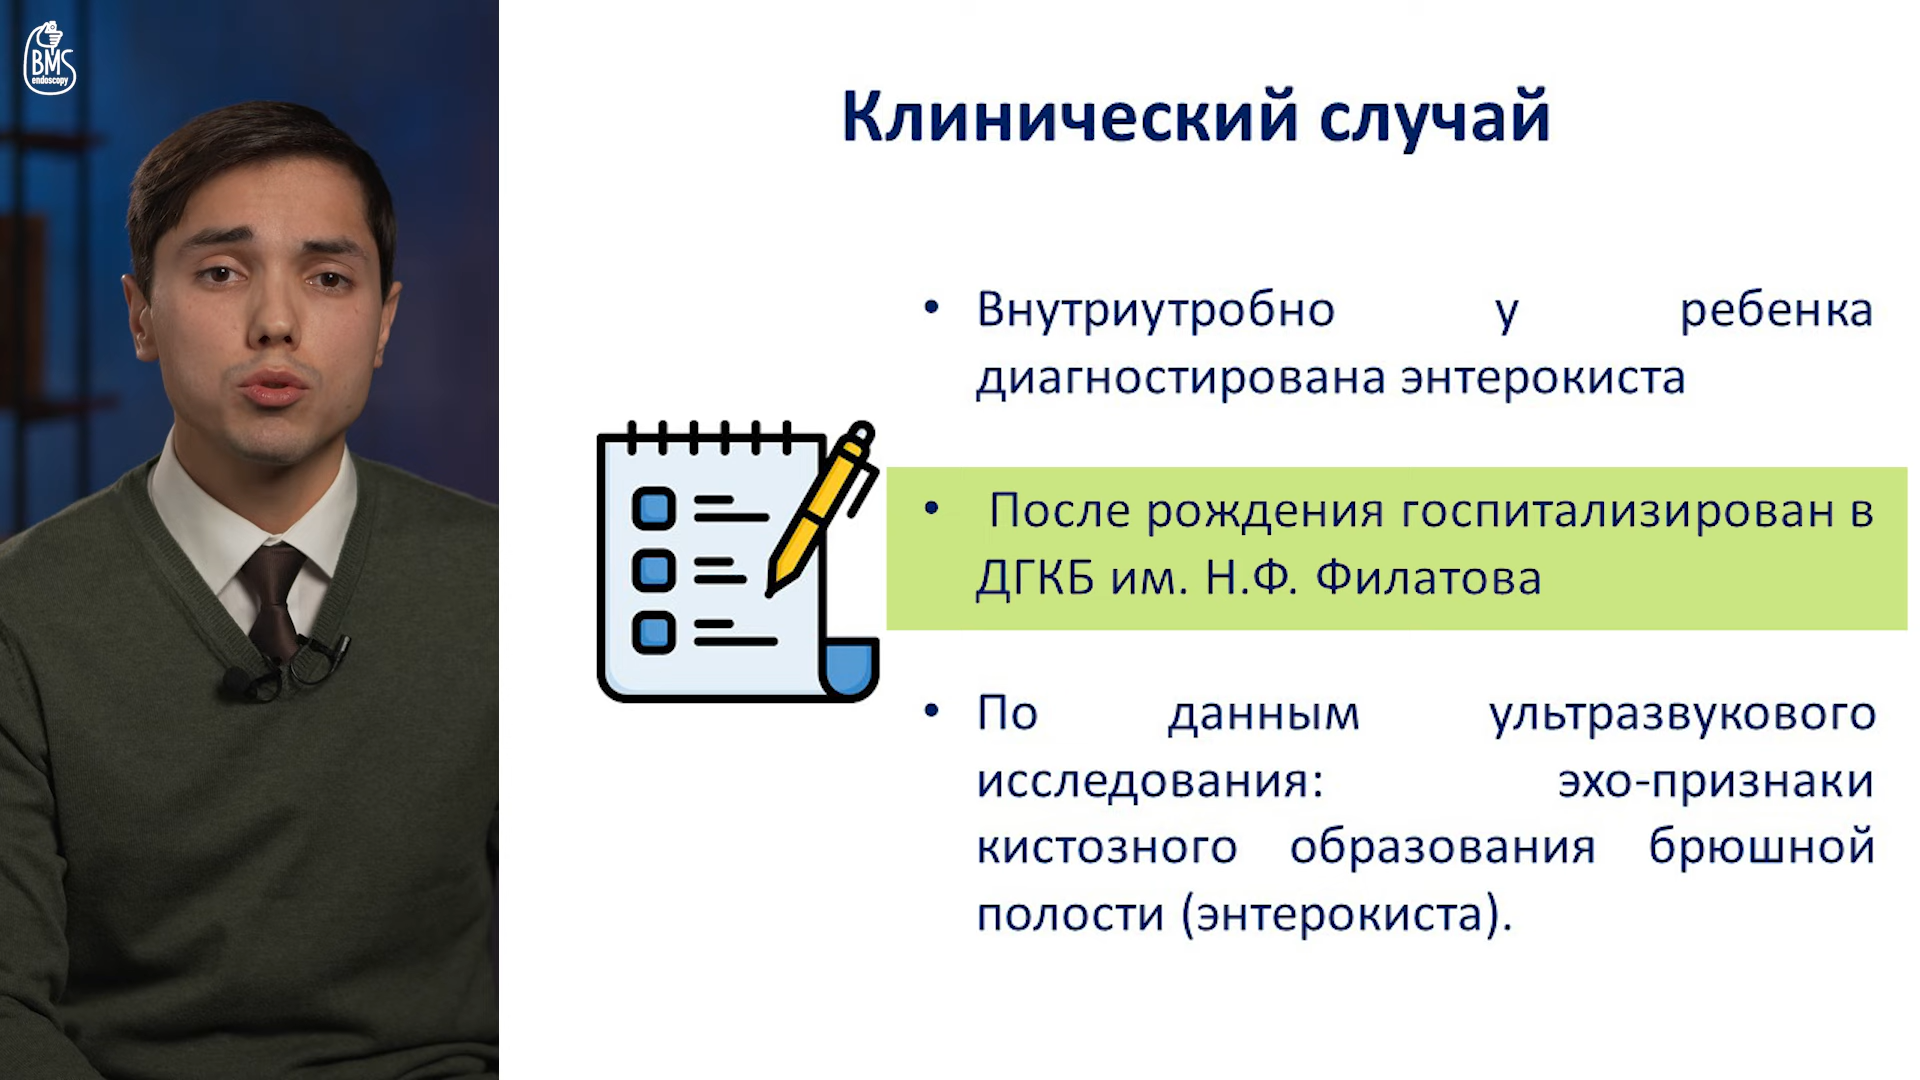 BMS
endoscopy
Клинический случай
• Внутриутробно у ребенка
диагностирована энтерокиста
• После рождения госпитализирован в
ДГКБ им. Н.Ф. Филатова
• По данным ультразвукового
исследования: эхо-признаки
кистозного образования брюшной
полости (энтерокиста).